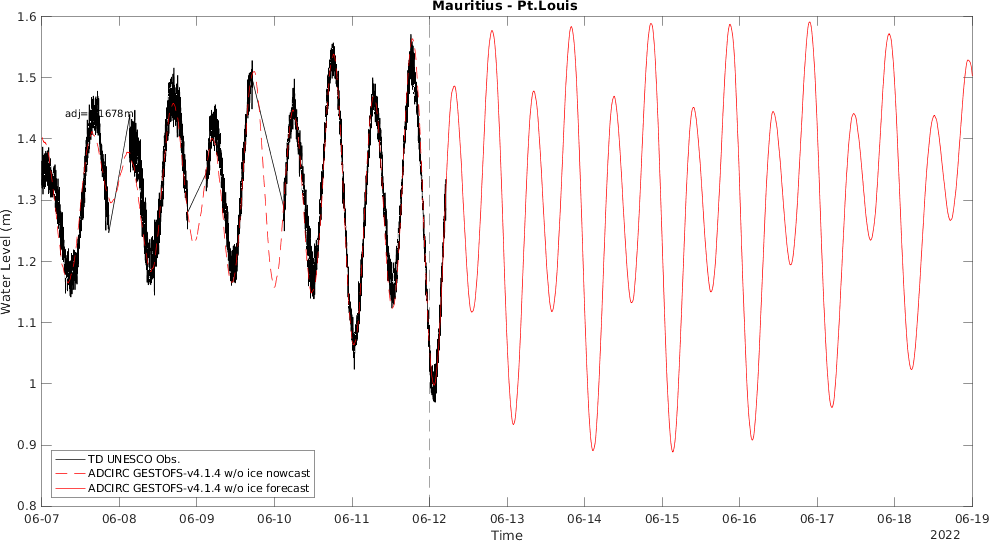 Mauritius - Pt.Louis
1.6
1.5
1.4
1.3
1.2
1.1
1
0.9
0.8
Water Level (m)
TD UNESCO Obs.
ADCIRC GESTOFS-v4.1.4 w/o ice nowcast
ADCIRC GESTOFS-v4.1.4 w/o ice forecast
06-07 06-08 06-09 06-10 06-11 06-12 06-13 06-14 06-15 06-16 06-17 06-18 06-19
Time
2022